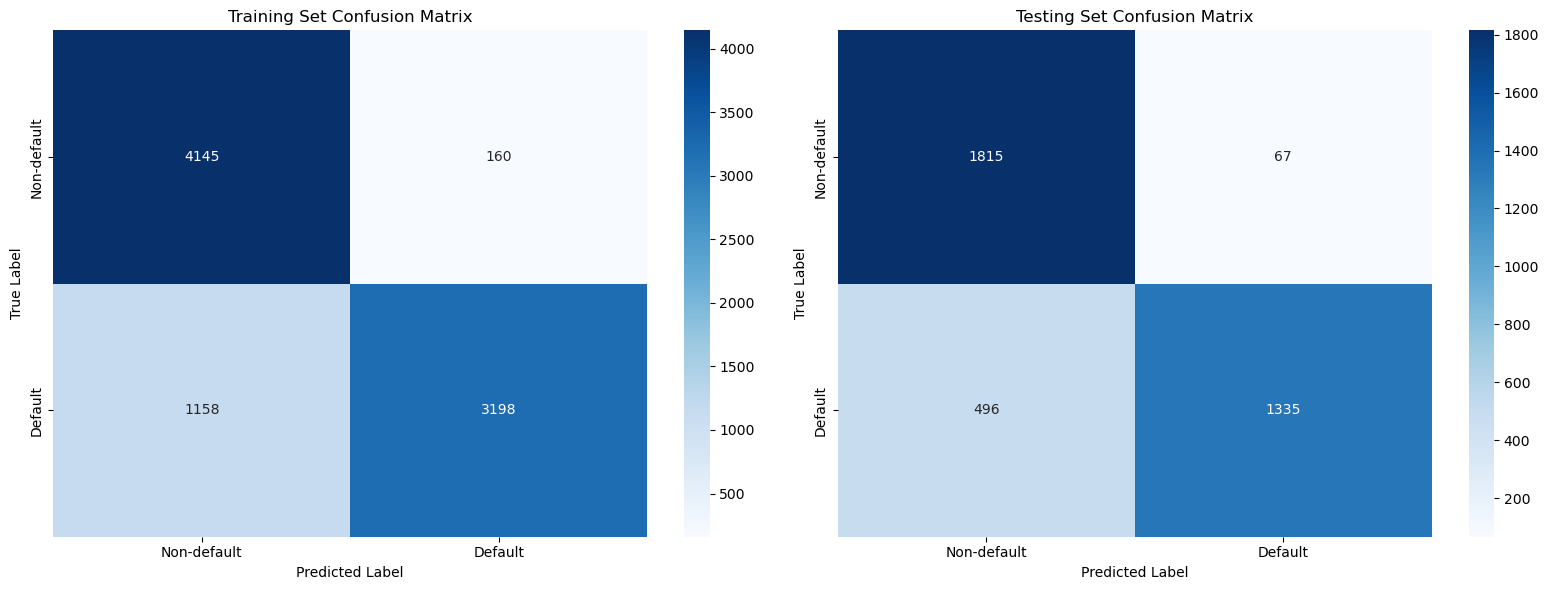 Training Set Confusion Matrix
Non-default
Default
True Label
4145
160
1158
3198
Non-default
Default
Predicted Label
4000
3500
3000
2500
2000
1500
1000
500
Testing Set Confusion Matrix
Non-default
Default
True Label
1815
67
496
1335
Non-default
Default
Predicted Label
1800
1600
1400
1200
1000
800
600
400
200